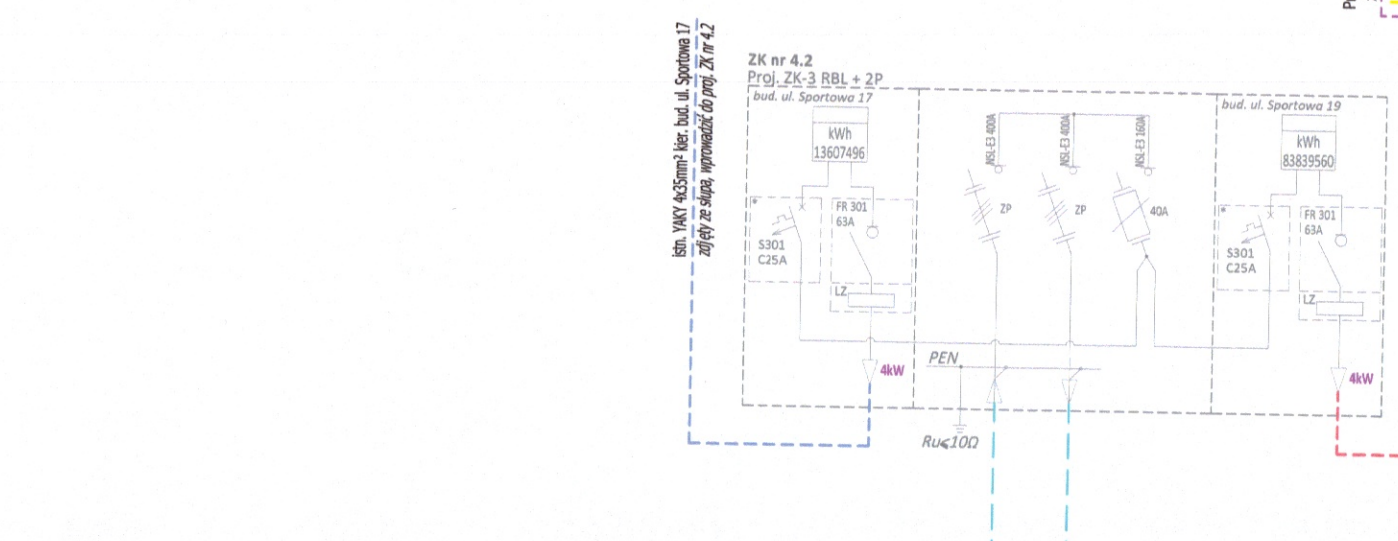 istn. YAKY 4x35mm² kier. bud. ul. Sportowa 17
zdjęty ze słupa, wprowadzić do proj. ZK nr 4.2
ZK nr 4.2
Proj. ZK-3 RBL + 2P
bud. ul. Sportowa 17
kWh
13607496
*
S301
C25A
FR 301
63A
LZ
4kW
NSL-E3 400A
NSL-E3 400A
NSL-E3 160A
ZP
ZP
40A
PEN
Ru⩽10Ω
bud. ul. Sportowa 19
kWh
83839560
*
S301
C25A
FR 301
63A
LZ
4kW